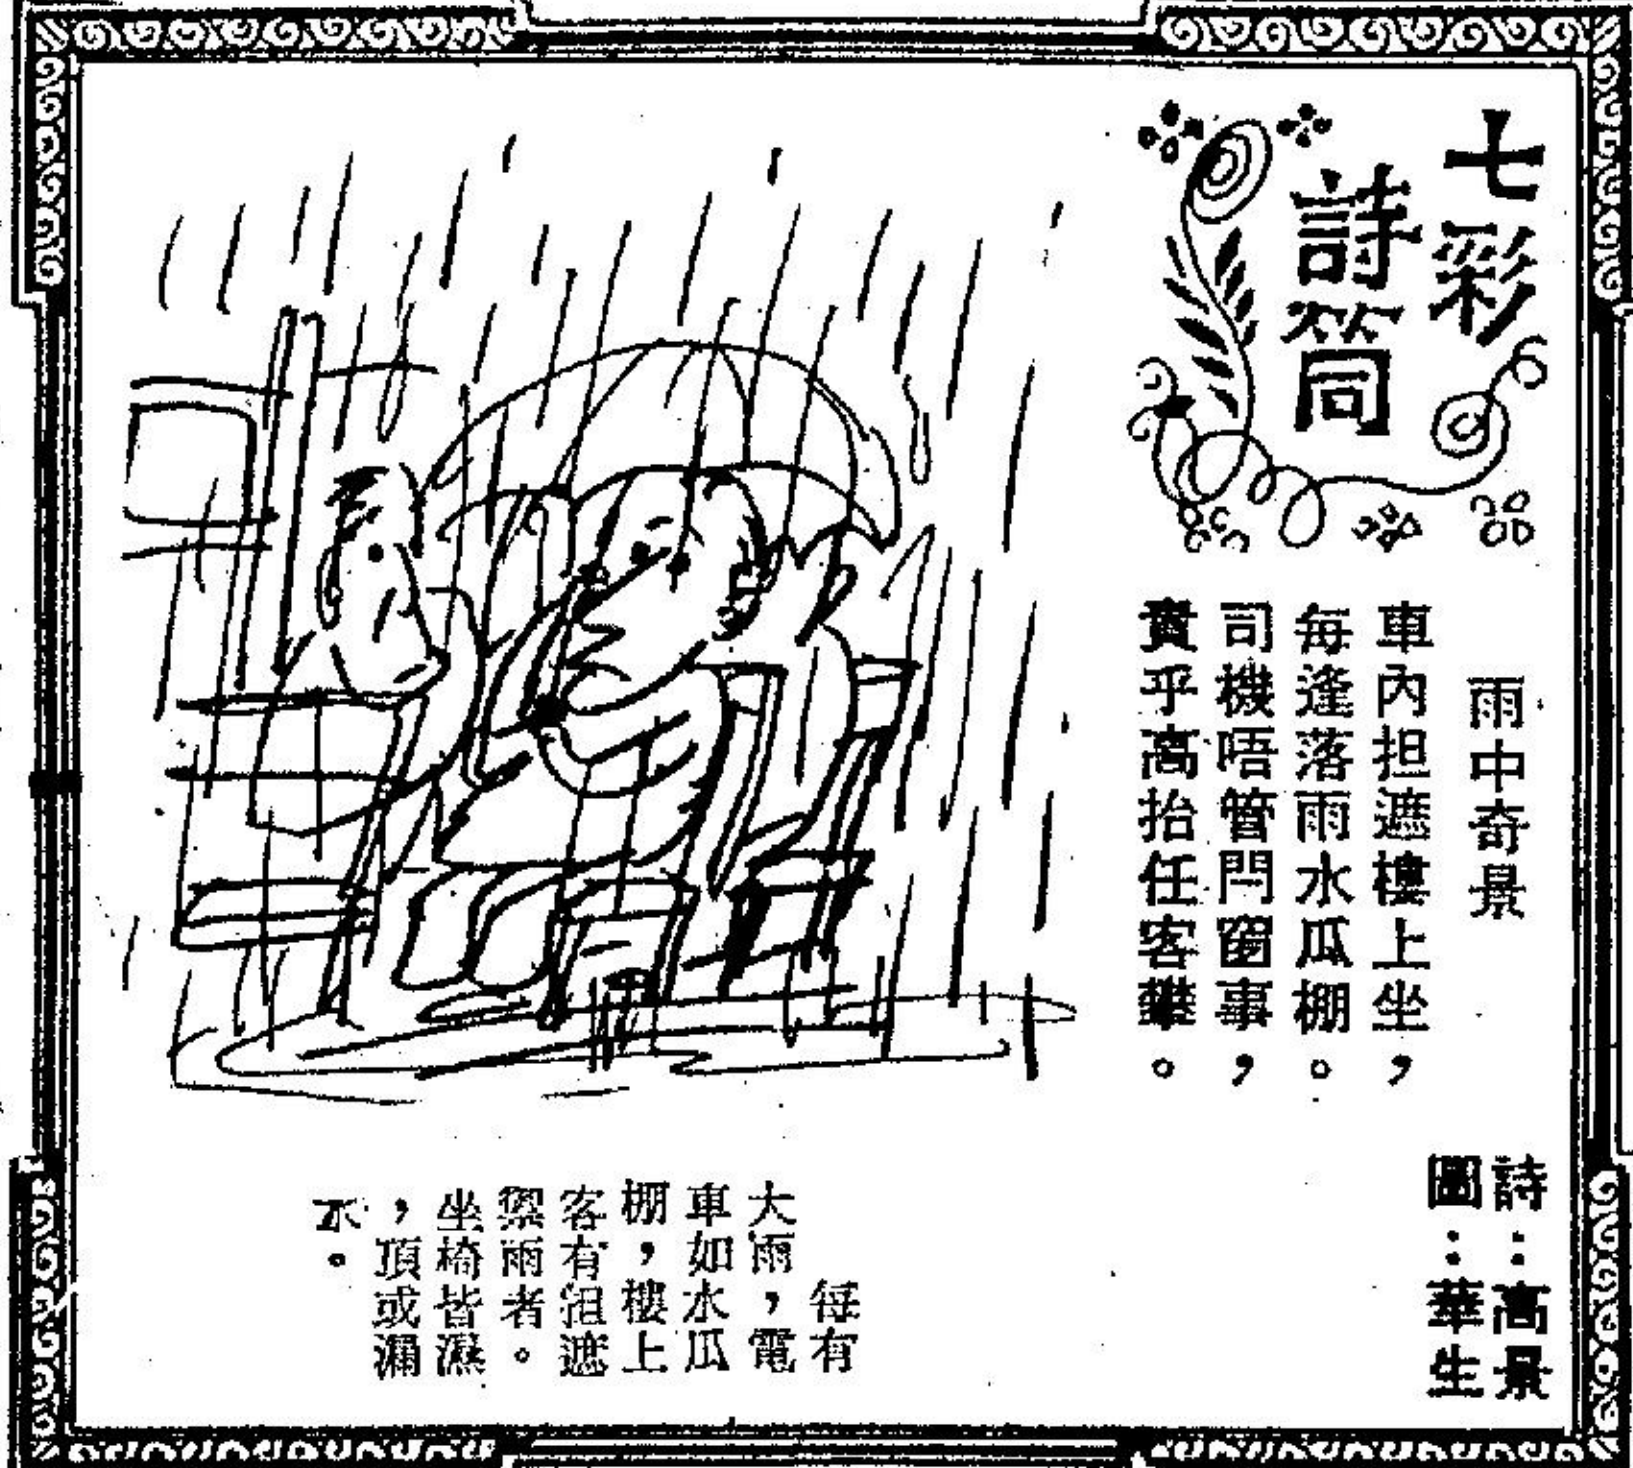 七彩
詩筒
雨中奇景
車內担遮樓上坐，
每逢落雨水瓜棚。
司機唔管閂窗事，
貴乎高抬任客攀。
詩：高景
圖：華生
每有
大雨，電
車如水瓜
棚，樓上
客有担遮
禦雨者。
坐椅皆濕
，頂或漏
水。